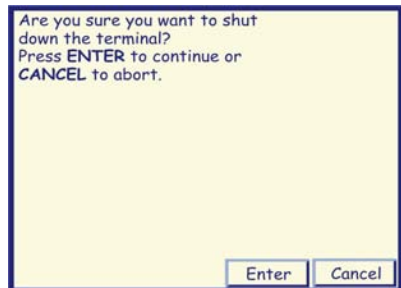 Are you sure you want to shut
down the terminal?
Press ENTER to continue or
CANCEL to abort.
Enter Cancel